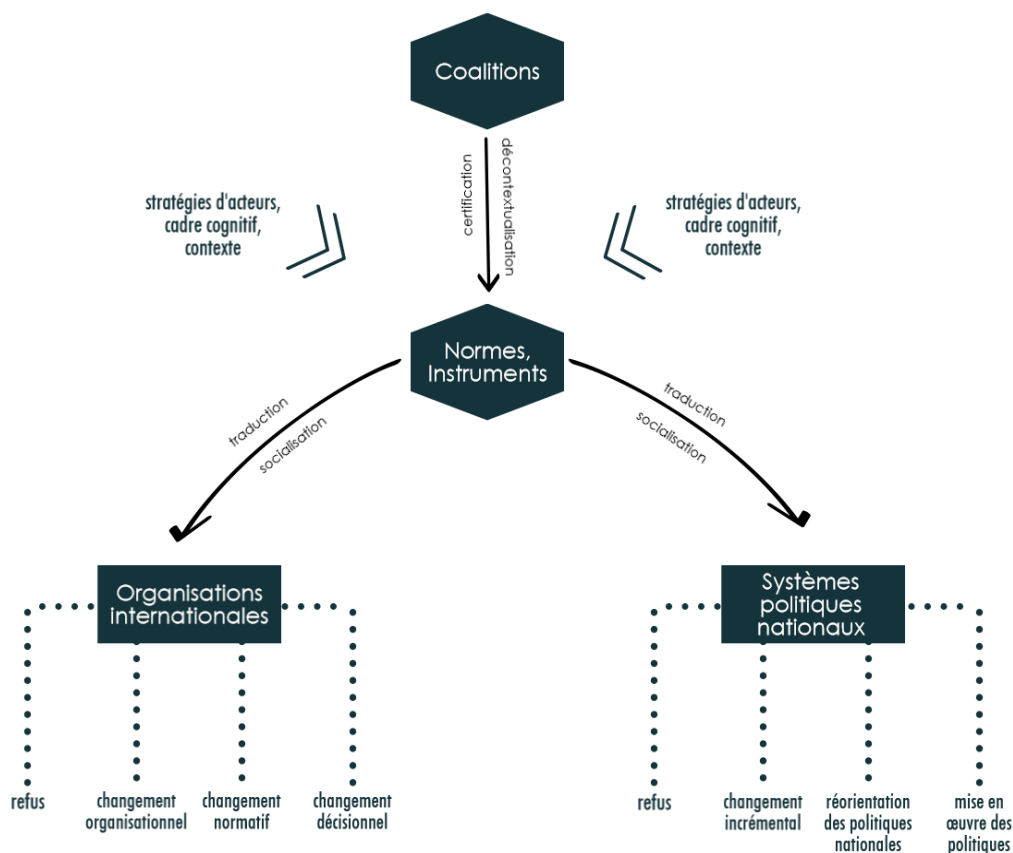 Coalitions
certification
décontextualisation
stratégies d'acteurs,
cadre cognitif,
contexte
stratégies d'acteurs,
cadre cognitif,
contexte
Normes,
Instruments
traduction
socialisation
traduction
socialisation
Organisations
internationales
Systèmes
politiques
nationaux
refus
changement
organisationnel
changement
normatif
changement
décisionnel
refus
changement
incrémental
réorientation
des politiques
nationales
mise en
œuvre des
politiques